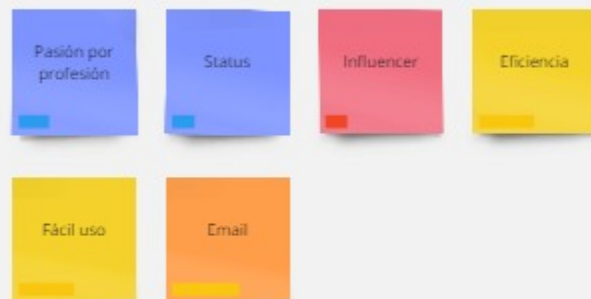 Pasión por
profesión
Status
Influencer
Eficiencia
Fácil uso
Email